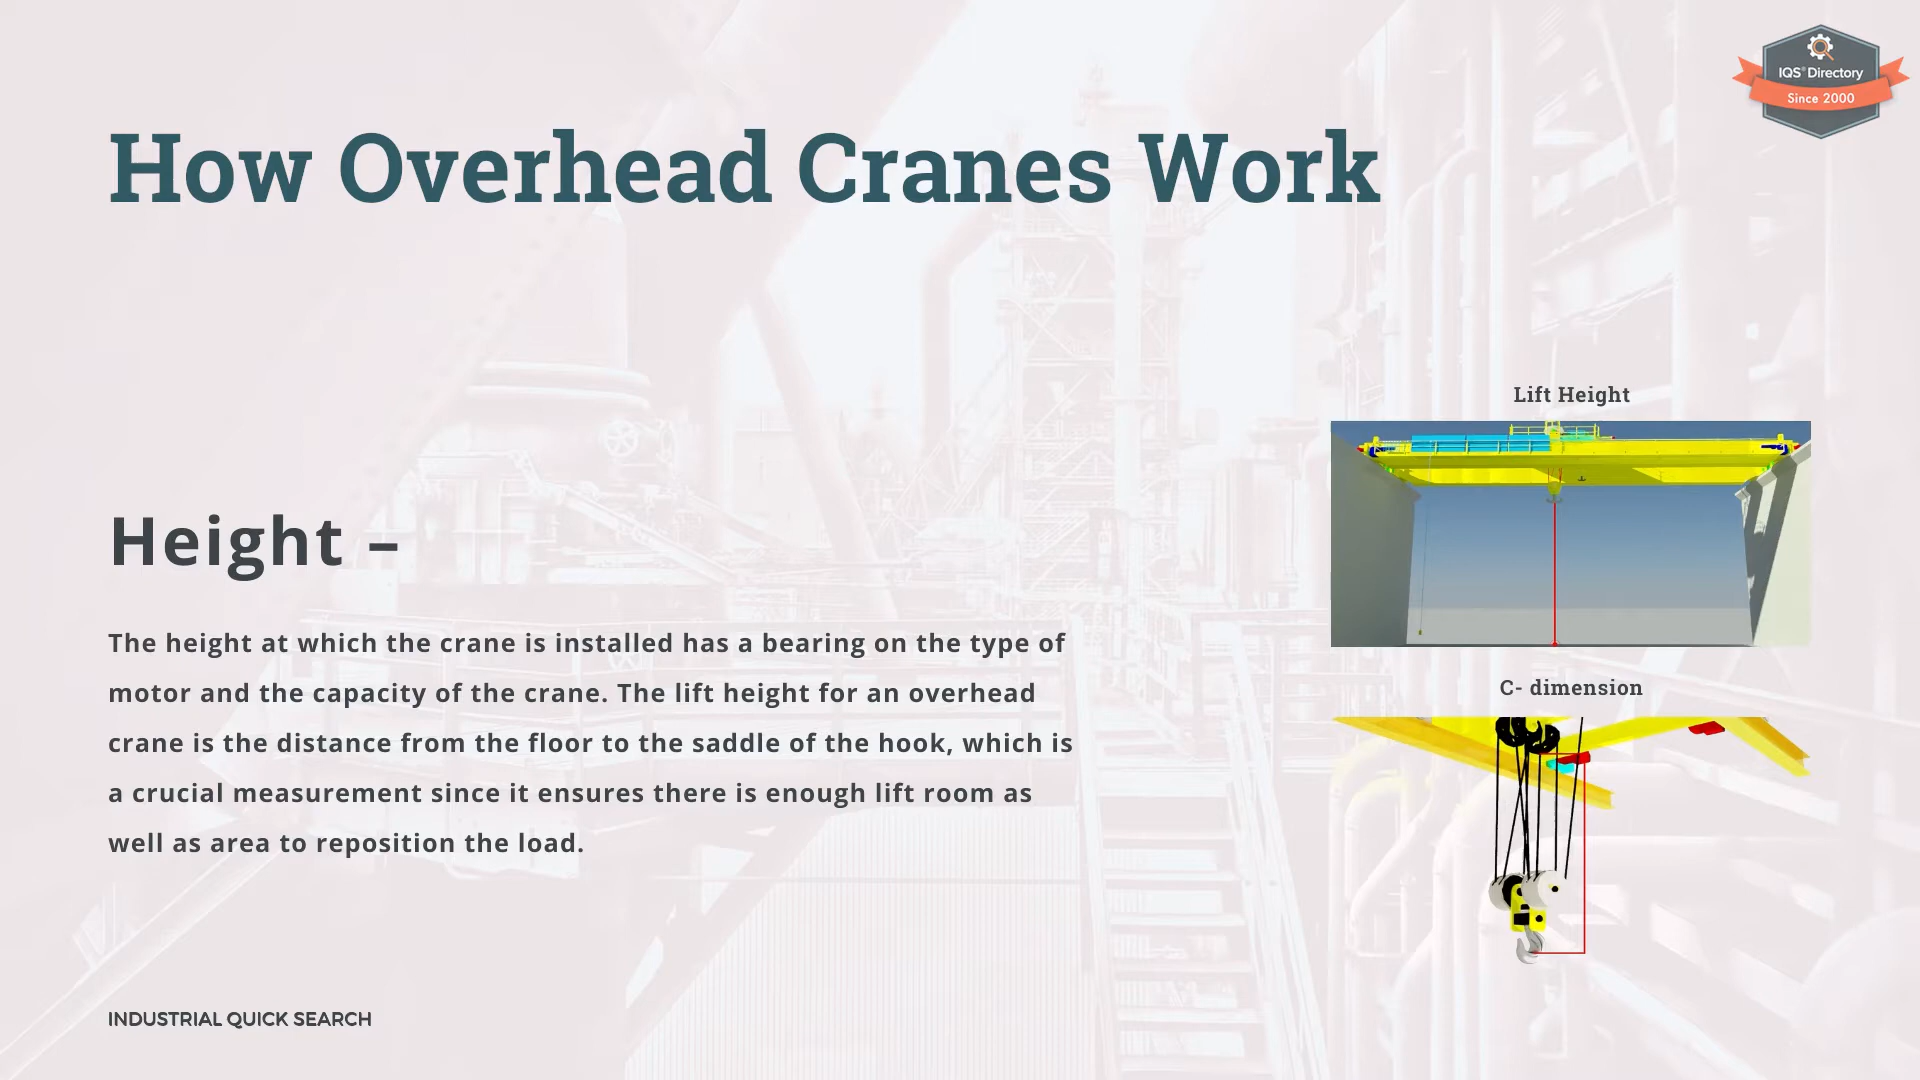 IQS® Directory
Since 2000
How Overhead Cranes Work
Height –
The height at which the crane is installed has a bearing on the type of
motor and the capacity of the crane. The lift height for an overhead
crane is the distance from the floor to the saddle of the hook, which is
a crucial measurement since it ensures there is enough lift room as
well as area to reposition the load.
Lift Height
C- dimension
INDUSTRIAL QUICK SEARCH